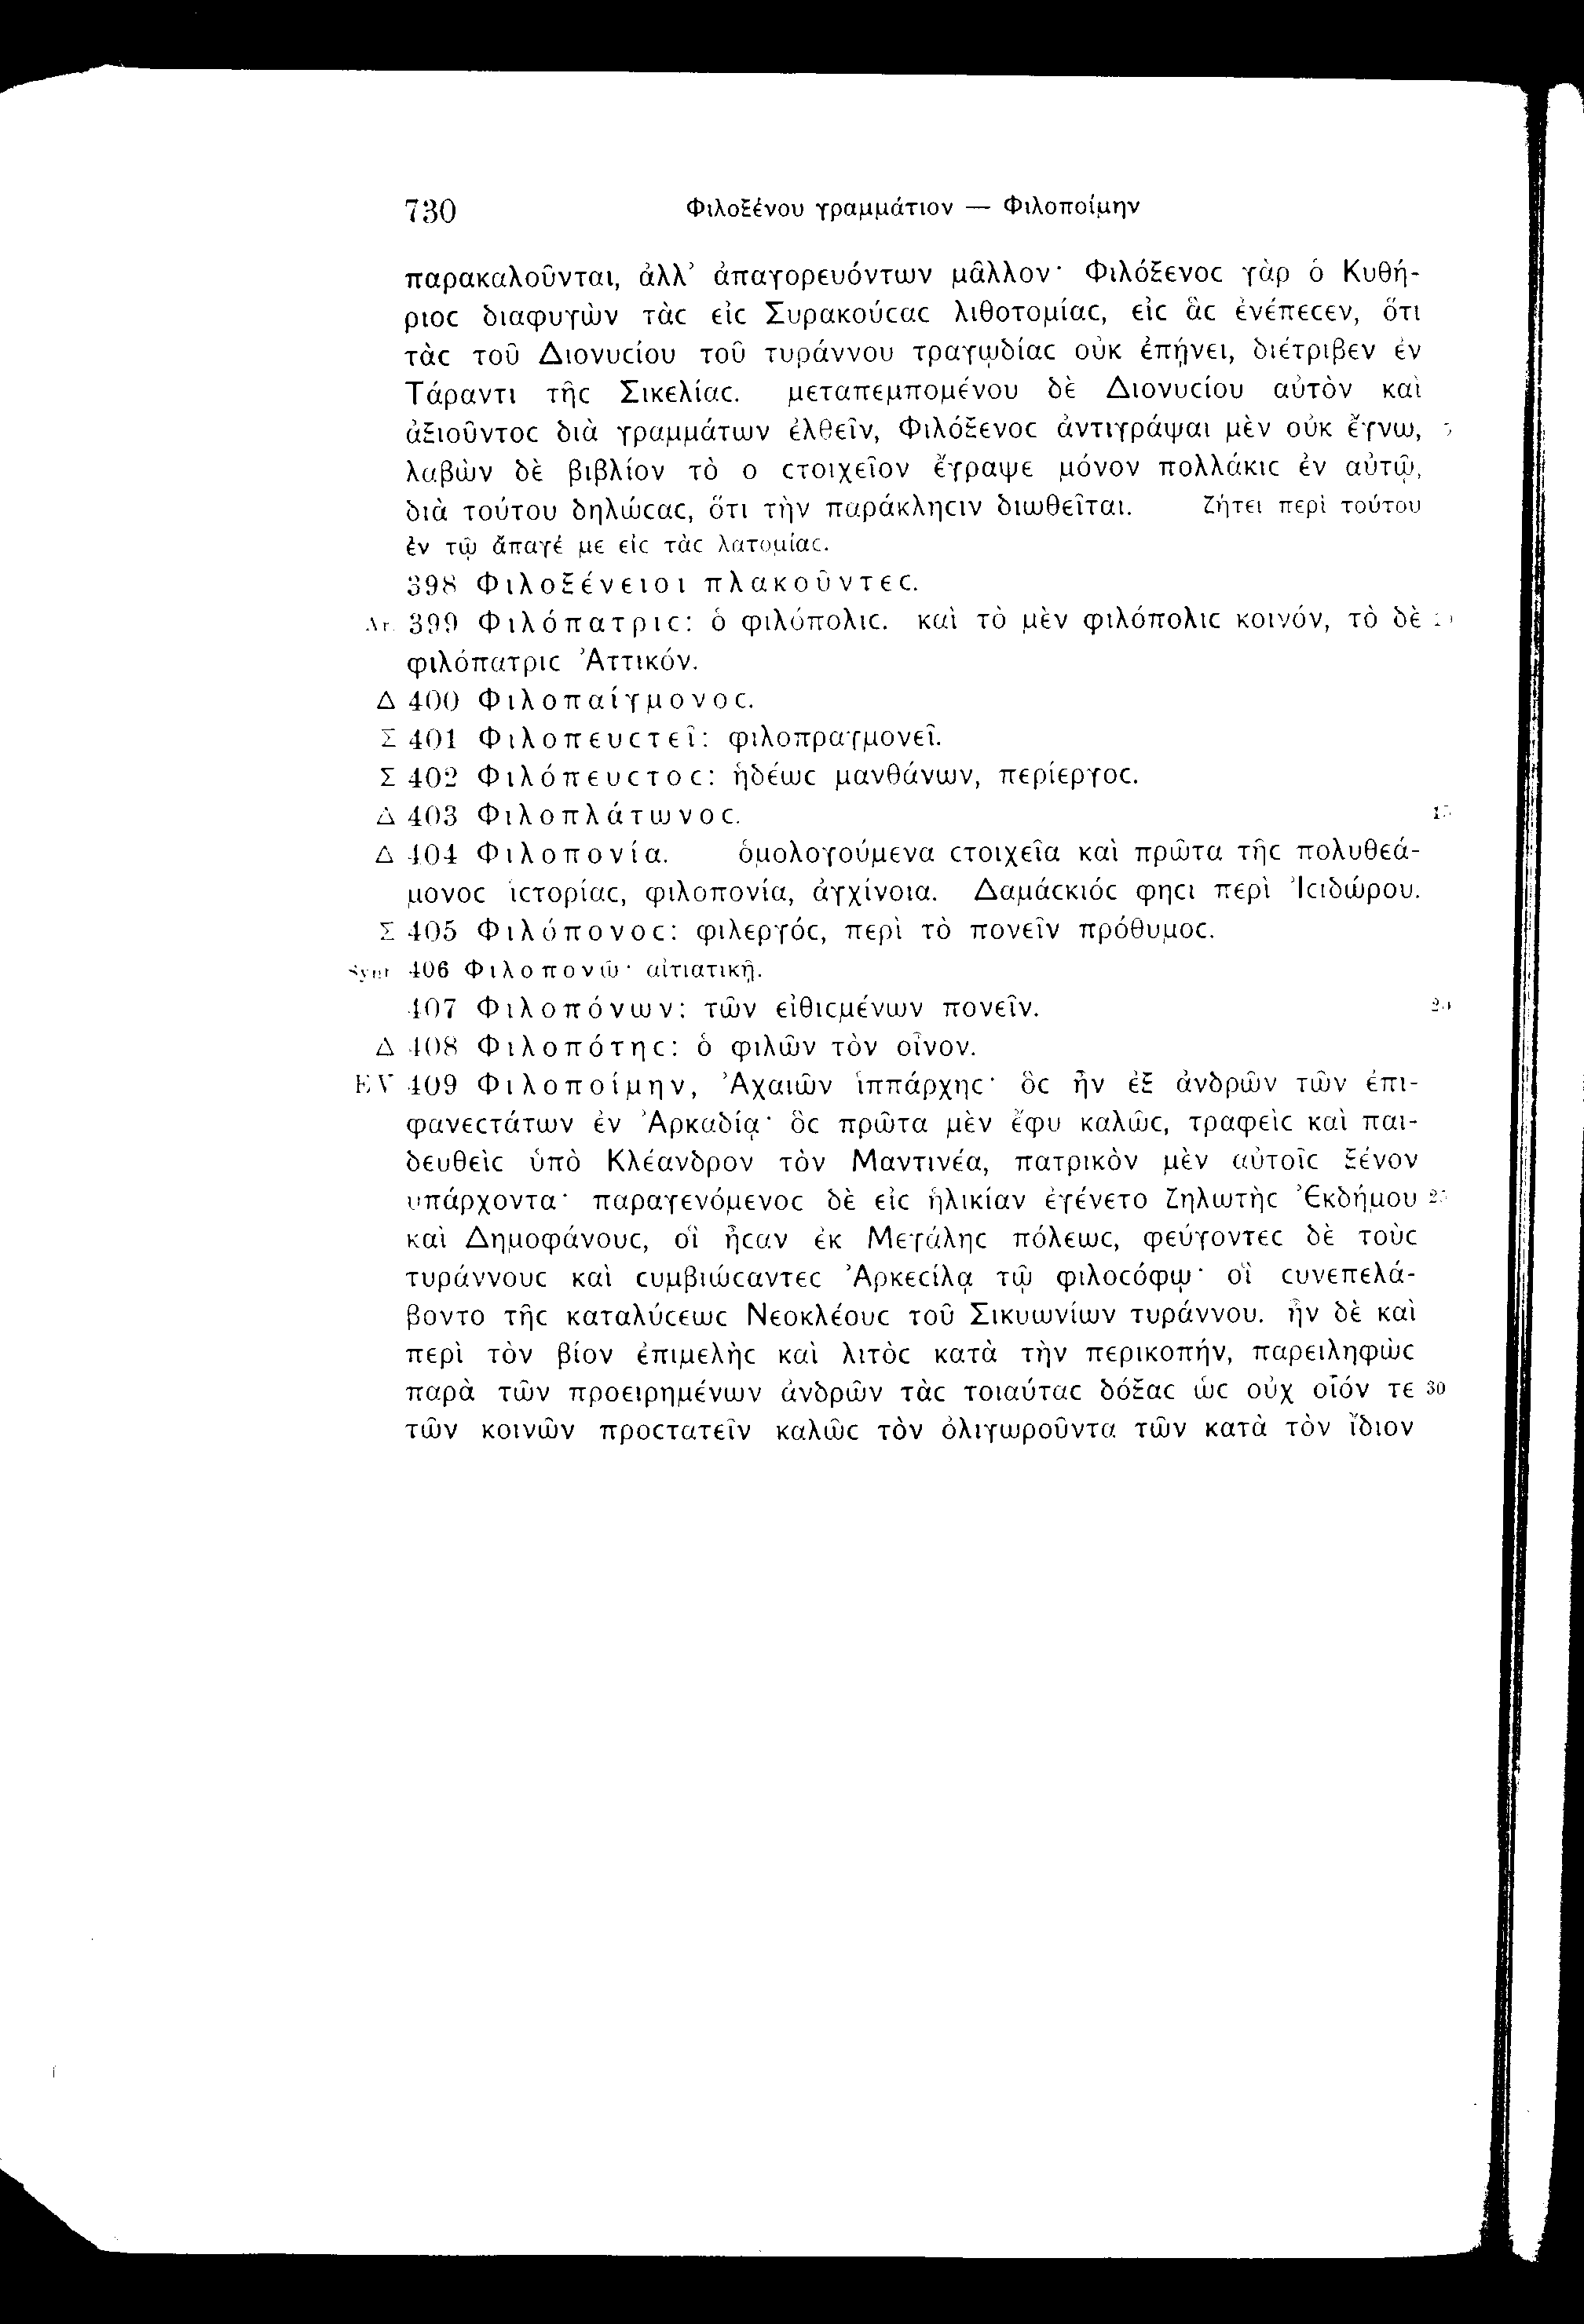 730 Φιλοξένου γραμμάτιον — Φιλοποίμην
παρακαλοῦνται, ἀλλ’ ἀπαγορευόντων μᾶλλον· Φιλόξενοϲ γὰρ ὁ Κυθή-
ριοϲ διαφυγὼν τὰϲ εἰϲ Συρακούϲαϲ λιθοτομίαϲ, εἰϲ ἃϲ ἐνέπεϲεν, ὅτι
τὰϲ τοῦ Διονυϲίου τοῦ τυράννου τραγῳδίαϲ οὐκ ἐπῄνει, διέτριβεν ἐν
Τάραντι τῆϲ Σικελίαϲ. μεταπεμπομένου δὲ Διονυϲίου αὐτὸν καὶ
ἀξιοῦντοϲ διὰ γραμμάτων ἐλθεῖν, Φιλόξενοϲ ἀντιγράψαι μὲν οὐκ ἔγνω, 5
λαβὼν δὲ βιβλίον τὸ ο ϲτοιχεῖον ἔγραψε μόνον πολλάκιϲ ἐν αὐτῷ,
διὰ τούτου δηλώϲαϲ, ὅτι τὴν παράκληϲιν διωθεῖται. ζήτει περὶ τούτου
ἐν τῷ ἄπαγέ με εἰϲ τὰϲ λατομίαϲ.
398 Φιλοξένειοι πλακοῦντεϲ.
Ar. 399 Φιλόπατριϲ: ὁ φιλόπολιϲ. καὶ τὸ μὲν φιλόπολιϲ κοινόν, τὸ δὲ 10
φιλόπατριϲ Ἀττικόν.
Δ 400 Φιλοπαίγμονοϲ.
Σ 401 Φιλοπευϲτεῖ: φιλοπραγμονεῖ.
Σ 402 Φιλόπευϲτοϲ: ἡδέωϲ μανθάνων, περίεργοϲ.
Δ 403 Φιλοπλάτωνοϲ. 15
Δ 404 Φιλοπονία. ὁμολογούμενα ϲτοιχεῖα καὶ πρῶτα τῆϲ πολυθεά-
μονοϲ ἱϲτορίαϲ, φιλοπονία, ἀγχίνοια. Δαμάϲκιόϲ φηϲι περὶ Ἰϲιδώρου.
Σ 405 Φιλόπονοϲ: φιλεργόϲ, περὶ τὸ πονεῖν πρόθυμοϲ.
Synt 406 Φιλοπονῶ· αἰτιατικῇ.
407 Φιλοπόνων: τῶν εἰθιϲμένων πονεῖν. 20
Δ 408 Φιλοπότηϲ: ὁ φιλῶν τὸν οἶνον.
EV 409 Φιλοποίμην, Ἀχαιῶν ἱππάρχηϲ· ὃϲ ἦν ἐξ ἀνδρῶν τῶν ἐπι-
φανεϲτάτων ἐν Ἀρκαδίᾳ· ὃϲ πρῶτα μὲν ἔφυ καλῶϲ, τραφεὶϲ καὶ παι-
δευθεὶϲ ὑπὸ Κλέανδρον τὸν Μαντινέα, πατρικὸν μὲν αὐτοῖϲ ξένον
ὑπάρχοντα· παραγενόμενοϲ δὲ εἰϲ ἡλικίαν ἐγένετο ζηλωτὴϲ Ἐκδήμου 25
καὶ Δημοφάνουϲ, οἳ ἦϲαν ἐκ Μεγάληϲ πόλεωϲ, φεύγοντεϲ δὲ τοὺϲ
τυράννουϲ καὶ ϲυμβιώϲαντεϲ Ἀρκεϲίλᾳ τῷ φιλοϲόφῳ· οἳ ϲυνεπελά-
βοντο τῆϲ καταλύϲεωϲ Νεοκλέουϲ τοῦ Σικυωνίων τυράννου. ἦν δὲ καὶ
περὶ τὸν βίον ἐπιμελὴϲ καὶ λιτὸϲ κατὰ τὴν περικοπήν, παρειληφὼϲ
παρὰ τῶν προειρημένων ἀνδρῶν τὰϲ τοιαύταϲ δόξαϲ ὡϲ οὐχ οἷόν τε 30
τῶν κοινῶν προϲτατεῖν καλῶϲ τὸν ὀλιγωροῦντα τῶν κατὰ τὸν ἴδιον